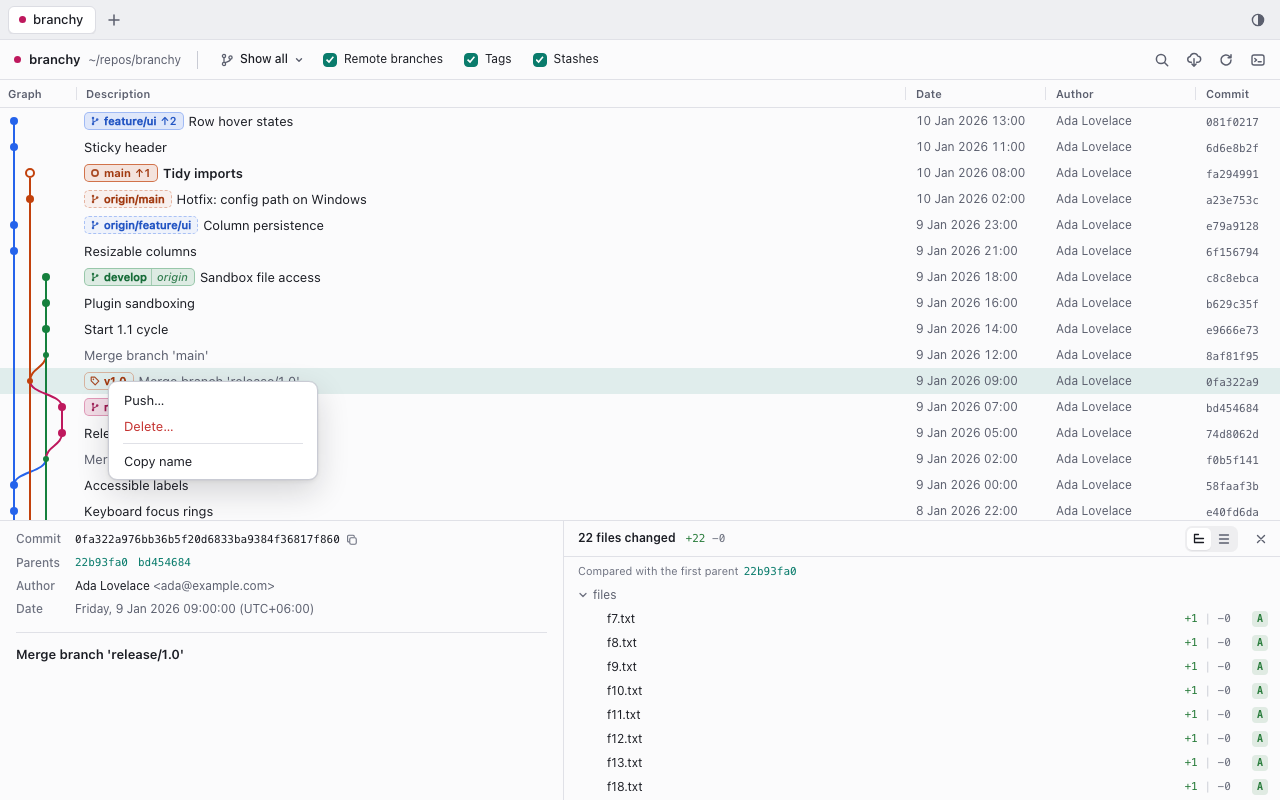 branchy
branchy ~/repos/branchy Show all Remote branches Tags Stashes
Graph Description Date Author Commit
feature/ui ↑2 Row hover states 10 Jan 2026 13:00 Ada Lovelace 081f0217
Sticky header 10 Jan 2026 11:00 Ada Lovelace 6d6e8b2f
main ↑1 Tidy imports 10 Jan 2026 08:00 Ada Lovelace fa294991
origin/main Hotfix: config path on Windows 10 Jan 2026 02:00 Ada Lovelace a23e753c
origin/feature/ui Column persistence 9 Jan 2026 23:00 Ada Lovelace e79a9128
Resizable columns 9 Jan 2026 21:00 Ada Lovelace 6f156794
develop origin Sandbox file access 9 Jan 2026 18:00 Ada Lovelace c8c8ebca
Plugin sandboxing 9 Jan 2026 16:00 Ada Lovelace b629c35f
Start 1.1 cycle 9 Jan 2026 14:00 Ada Lovelace e9666e73
Merge branch 'main' 9 Jan 2026 12:00 Ada Lovelace 8af81f95
v1.0 Merge branch 'release/1.0' 9 Jan 2026 09:00 Ada Lovelace 0fa322a9
9 Jan 2026 07:00 Ada Lovelace bd454684
9 Jan 2026 05:00 Ada Lovelace 74d8062d
9 Jan 2026 02:00 Ada Lovelace f0b5f141
Accessible labels 9 Jan 2026 00:00 Ada Lovelace 58faaf3b
Keyboard focus rings 8 Jan 2026 22:00 Ada Lovelace e40fd6da
Push...
Delete...
Copy name
Commit 0fa322a976bb36b5f20d6833ba9384f36817f860
Parents 22b93fa0 bd454684
Author Ada Lovelace <ada@example.com>
Date Friday, 9 Jan 2026 09:00:00 (UTC+06:00)
Merge branch 'release/1.0'
22 files changed +22 −0
Compared with the first parent 22b93fa0
files
f7.txt +1 | −0 A
f8.txt +1 | −0 A
f9.txt +1 | −0 A
f10.txt +1 | −0 A
f11.txt +1 | −0 A
f12.txt +1 | −0 A
f13.txt +1 | −0 A
f18.txt +1 | −0 A